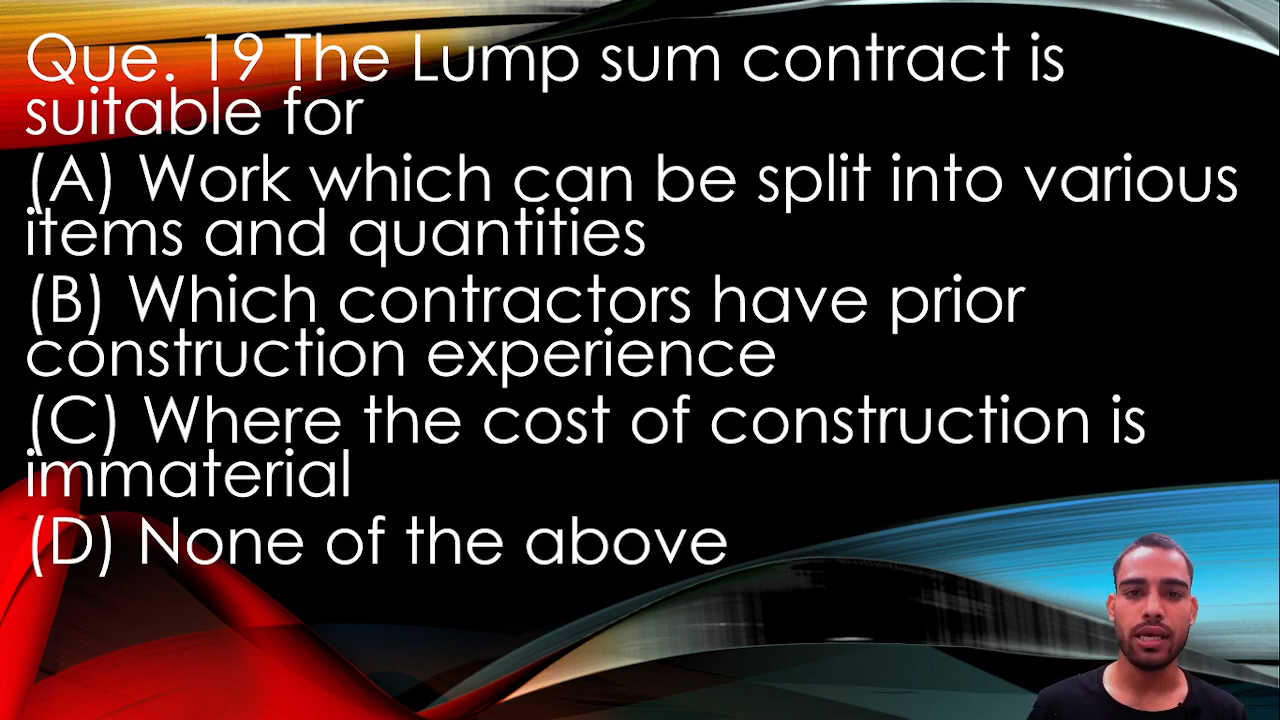 Que. 19 The Lump sum contract is
suitable for
(A) Work which can be split into various
items and quantities
(B) Which contractors have prior
construction experience
(C) Where the cost of construction is
immaterial
(D) None of the above